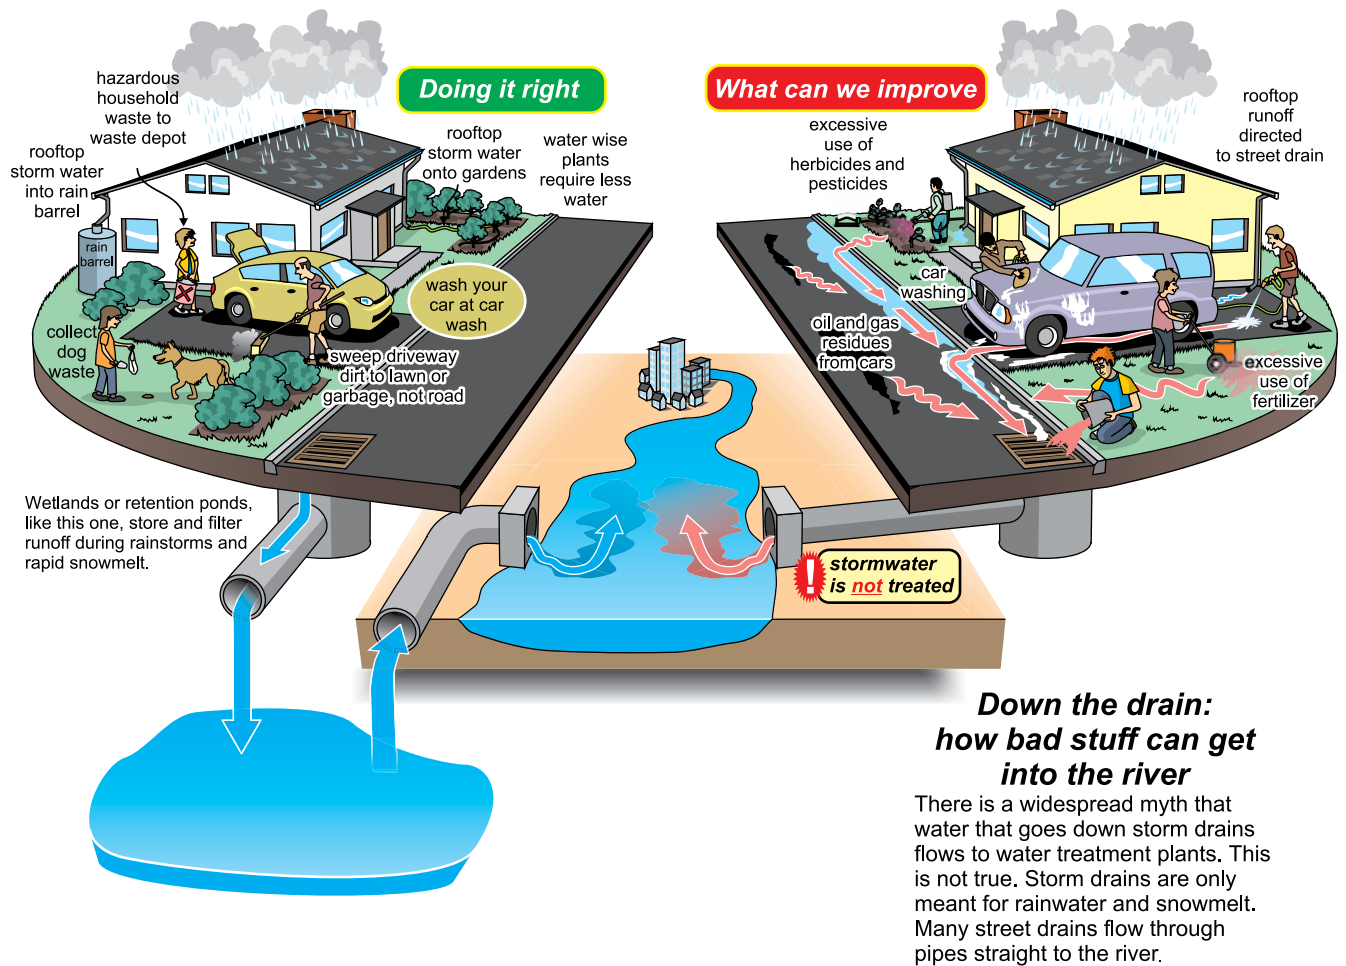 Doing it right
hazardous
household
waste to
waste depot
rooftop
storm water
into rain
barrel
rain
barrel
rooftop
storm water
onto gardens
water wise
plants
require less
water
wash your
car at car
wash
collect
dog
waste
sweep driveway
dirt to lawn or
garbage, not road
Wetlands or retention ponds,
like this one, store and filter
runoff during rainstorms and
rapid snowmelt.
What can we improve
excessive
use of
herbicides and
pesticides
rooftop
runoff
directed
to street drain
car
washing
oil and gas
residues
from cars
excessive
use of
fertilizer
!
stormwater
is not treated
Down the drain:
how bad stuff can get
into the river
There is a widespread myth that
water that goes down storm drains
flows to water treatment plants. This
is not true. Storm drains are only
meant for rainwater and snowmelt.
Many street drains flow through
pipes straight to the river.